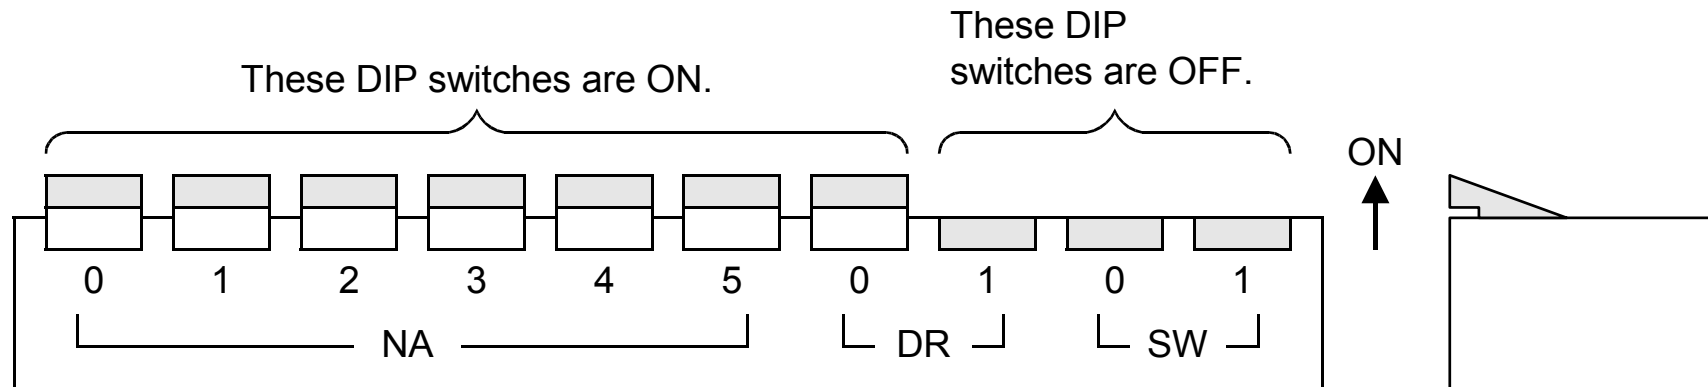 These DIP
switches are OFF.
These DIP switches are ON.
ON
0 1 2 3 4 5 0 1 0 1
NA DR SW